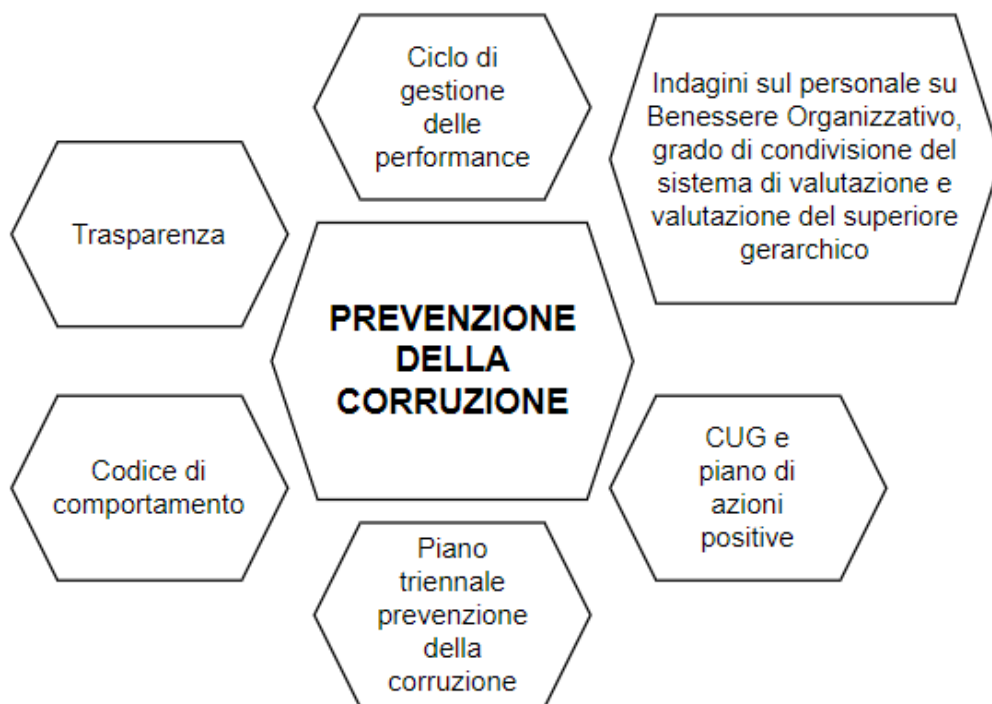 Ciclo di
gestione
delle
performance
Indagini sul personale su
Benessere Organizzativo,
grado di condivisione del
sistema di valutazione e
valutazione del superiore
gerarchico
Trasparenza
PREVENZIONE
DELLA
CORRUZIONE
Codice di
comportamento
CUG e
piano di
azioni
positive
Piano
triennale
prevenzione
della
corruzione